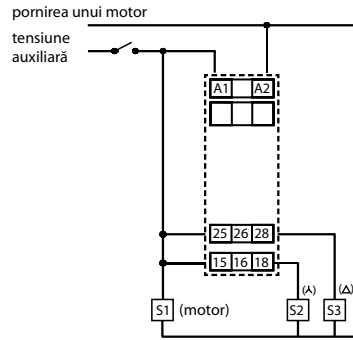 pornirea unui motor
tensiune
auxiliară
A1 A2
25 26 28
15 16 18
S1 (motor) S2 (⅄) S3 (Δ)